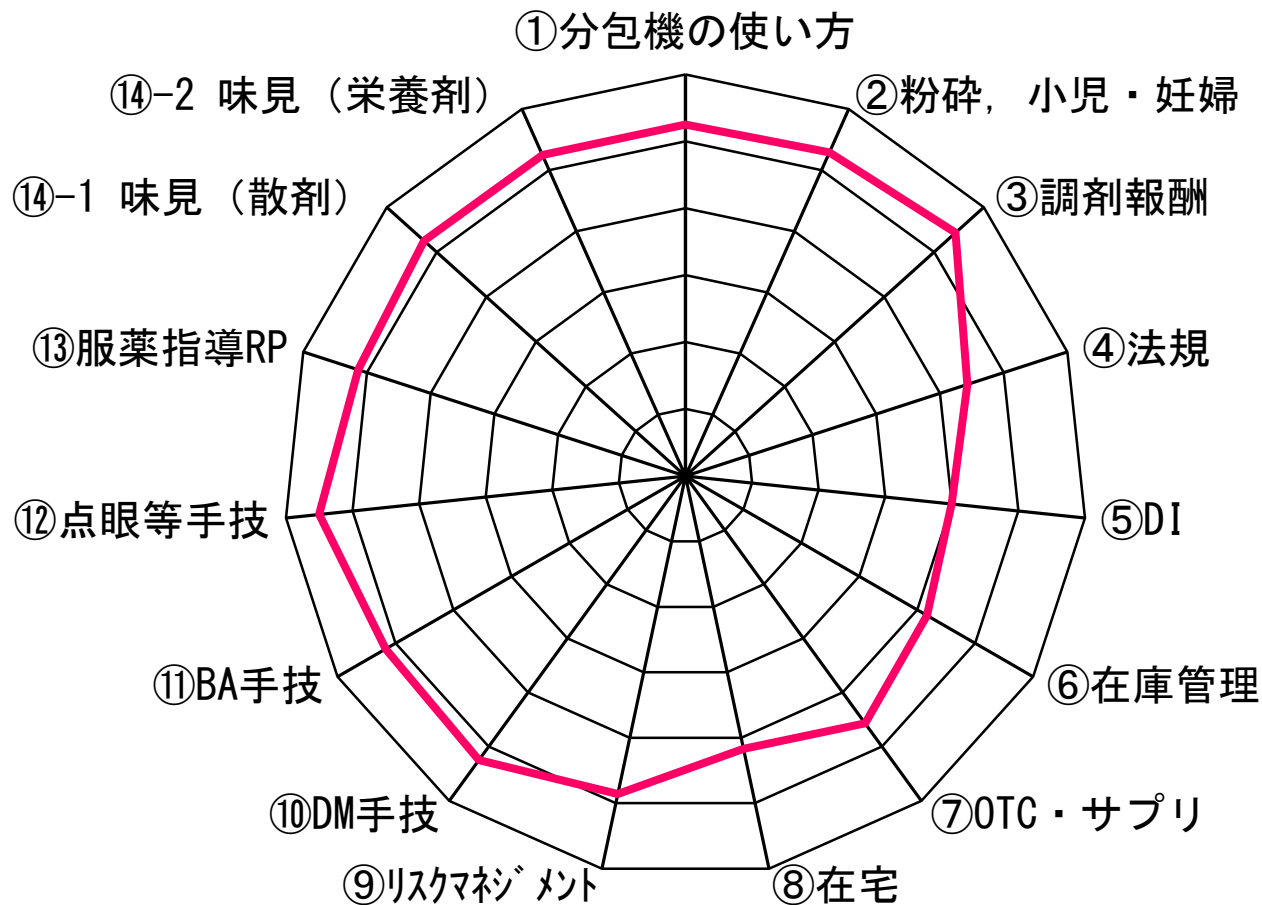 ①分包機の使い方
②粉砕，小児・妊婦
③調剤報酬
④法規
⑤DI
⑥在庫管理
⑦OTC・サプリ
⑧在宅
⑨ﾘｽｸﾏﾈｼﾞﾒﾝﾄ
⑩DM手技
⑪BA手技
⑫点眼等手技
⑬服薬指導RP
⑭-1 味見（散剤）
⑭-2 味見（栄養剤）